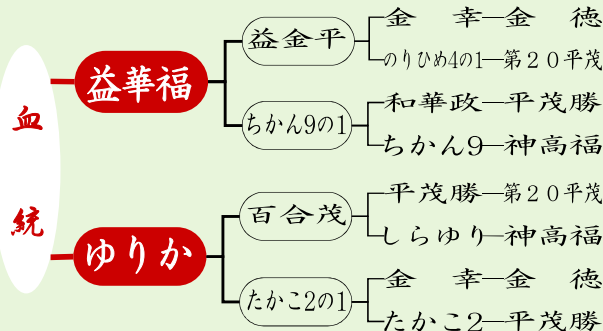 血統
益華福
益金平
金幸―金徳
のりひめ4の1―第20平茂
ちかん9の1
和華政―平茂勝
ちかん9―神高福
ゆりか
百合茂
平茂勝―第20平茂
しらゆり―神高福
たかこ2の1
金幸―金徳
たかこ2―平茂勝